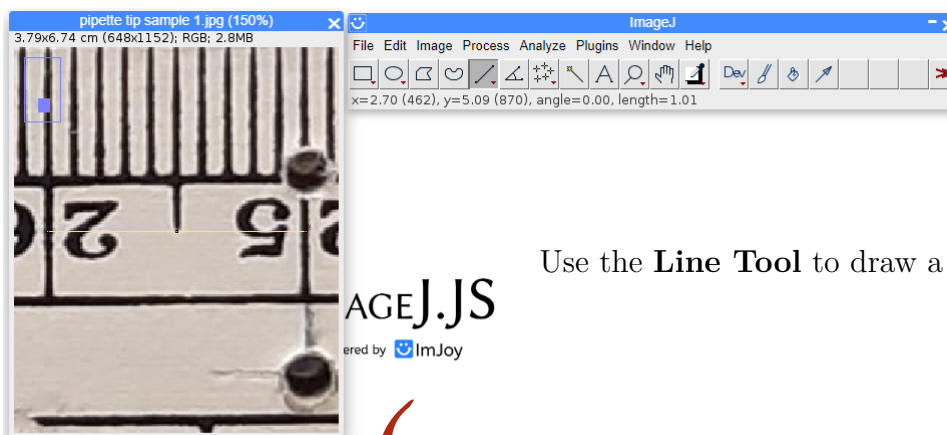 pipette tip sample 1.jpg (150%)
3.79x6.74 cm (648x1152); RGB; 2.8MB
ImageJ
File Edit Image Process Analyze Plugins Window Help
Dev
x=2.70 (462), y=5.09 (870), angle=0.00, length=1.01
26
25
Use the Line Tool to draw a
AGEJ.JS
ered by ImJoy